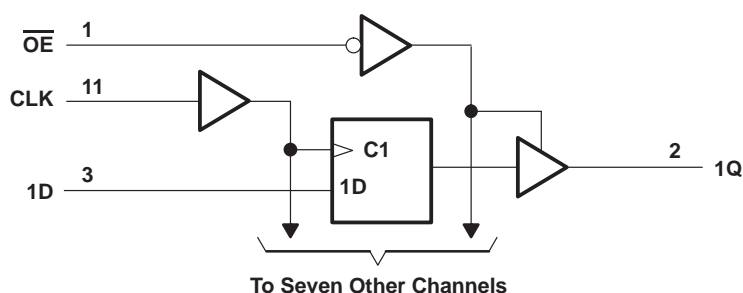 OE 1
CLK 11
C1
1D 3
1D
2 1Q
To Seven Other Channels